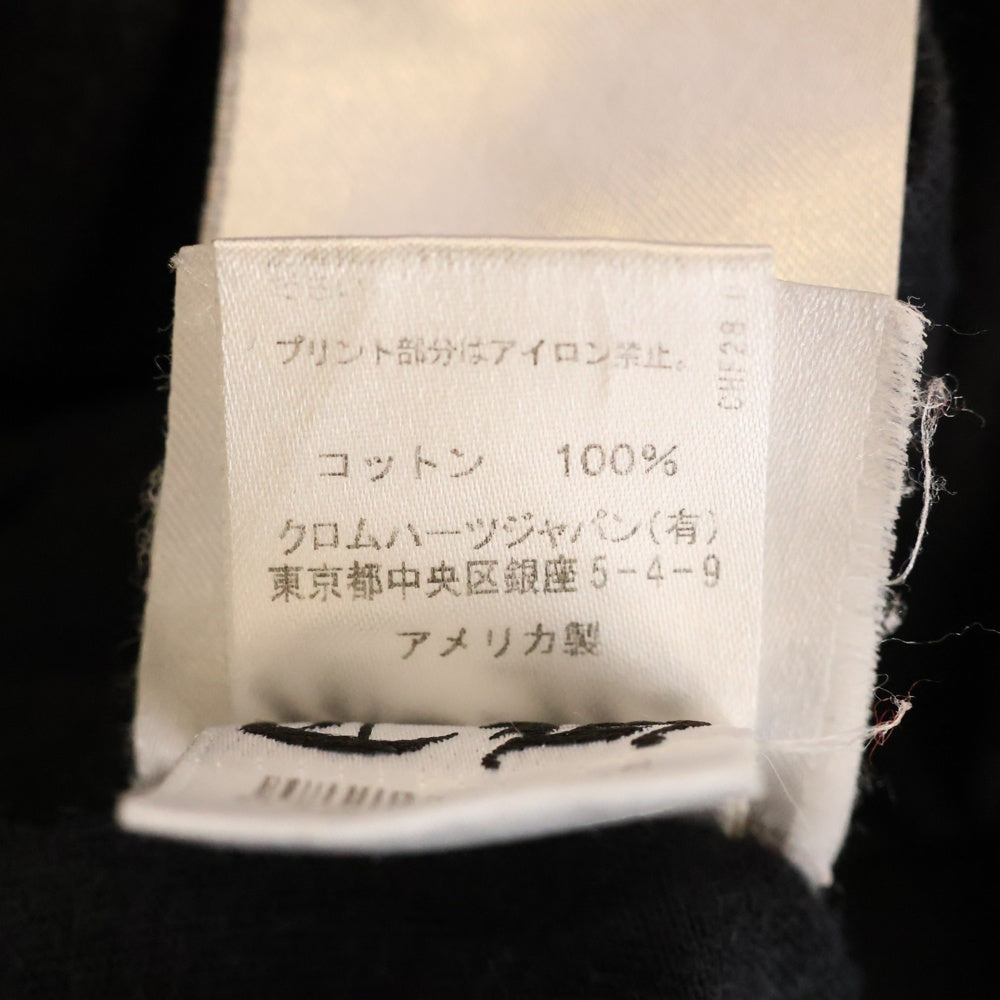 プリント部分はアイロン禁止。
コットン 100%
クロムハーツジャパン(有)
東京都中央区銀座5-4-9
アメリカ製